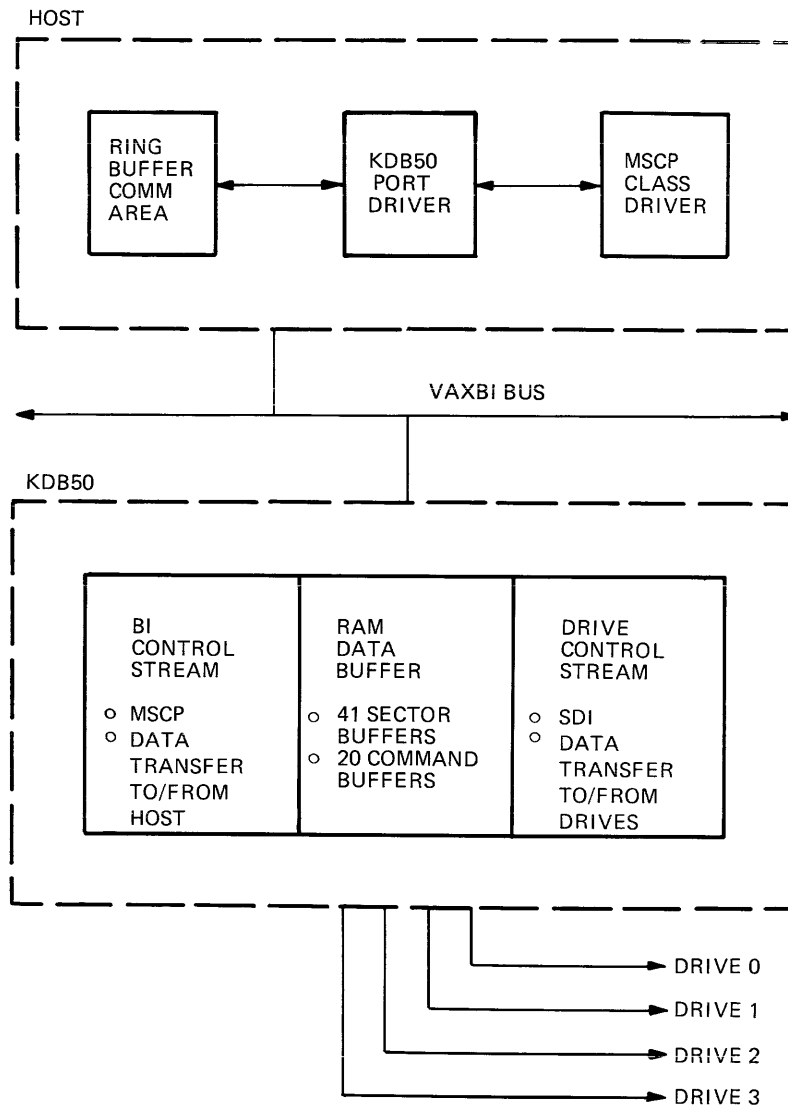 HOST
RING
BUFFER
COMM
AREA
KDB50
PORT
DRIVER
MSCP
CLASS
DRIVER
VAXBI BUS
KDB50
BI
CONTROL
STREAM
o MSCP
o DATA
TRANSFER
TO/FROM
HOST
RAM
DATA
BUFFER
o 41 SECTOR
BUFFERS
o 20 COMMAND
BUFFERS
DRIVE
CONTROL
STREAM
o SDI
o DATA
TRANSFER
TO/FROM
DRIVES
DRIVE 0
DRIVE 1
DRIVE 2
DRIVE 3